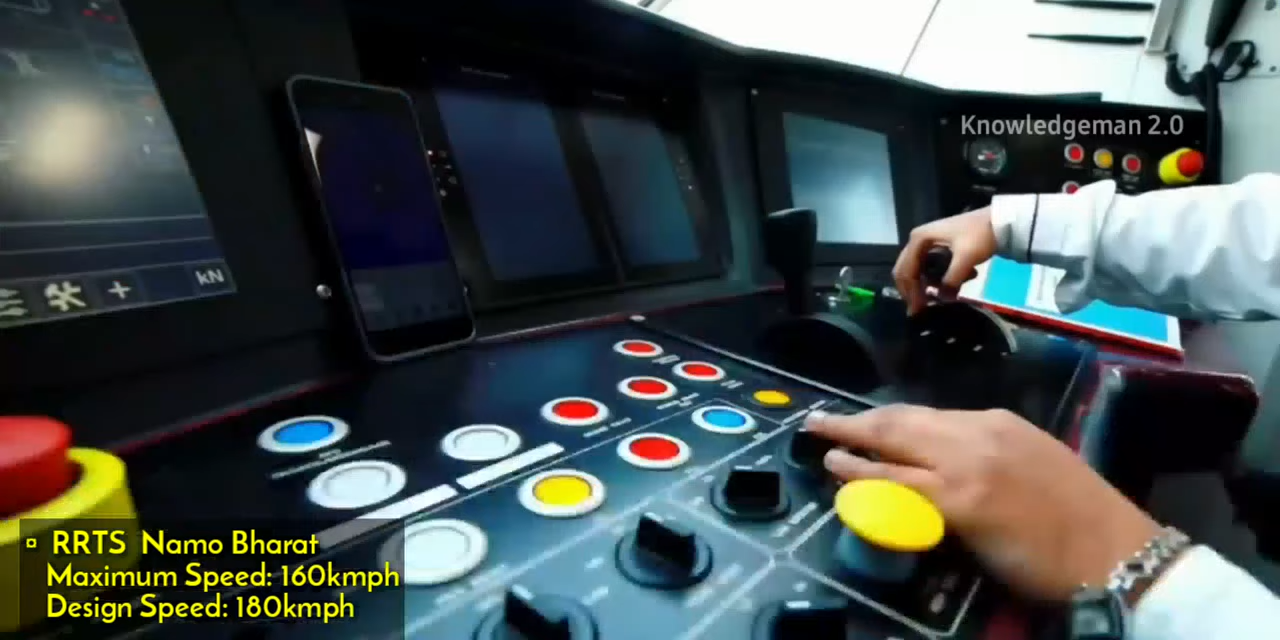 Knowledgeman 2.0
kN
RRTS Namo Bharat
Maximum Speed: 160kmph
Design Speed: 180kmph